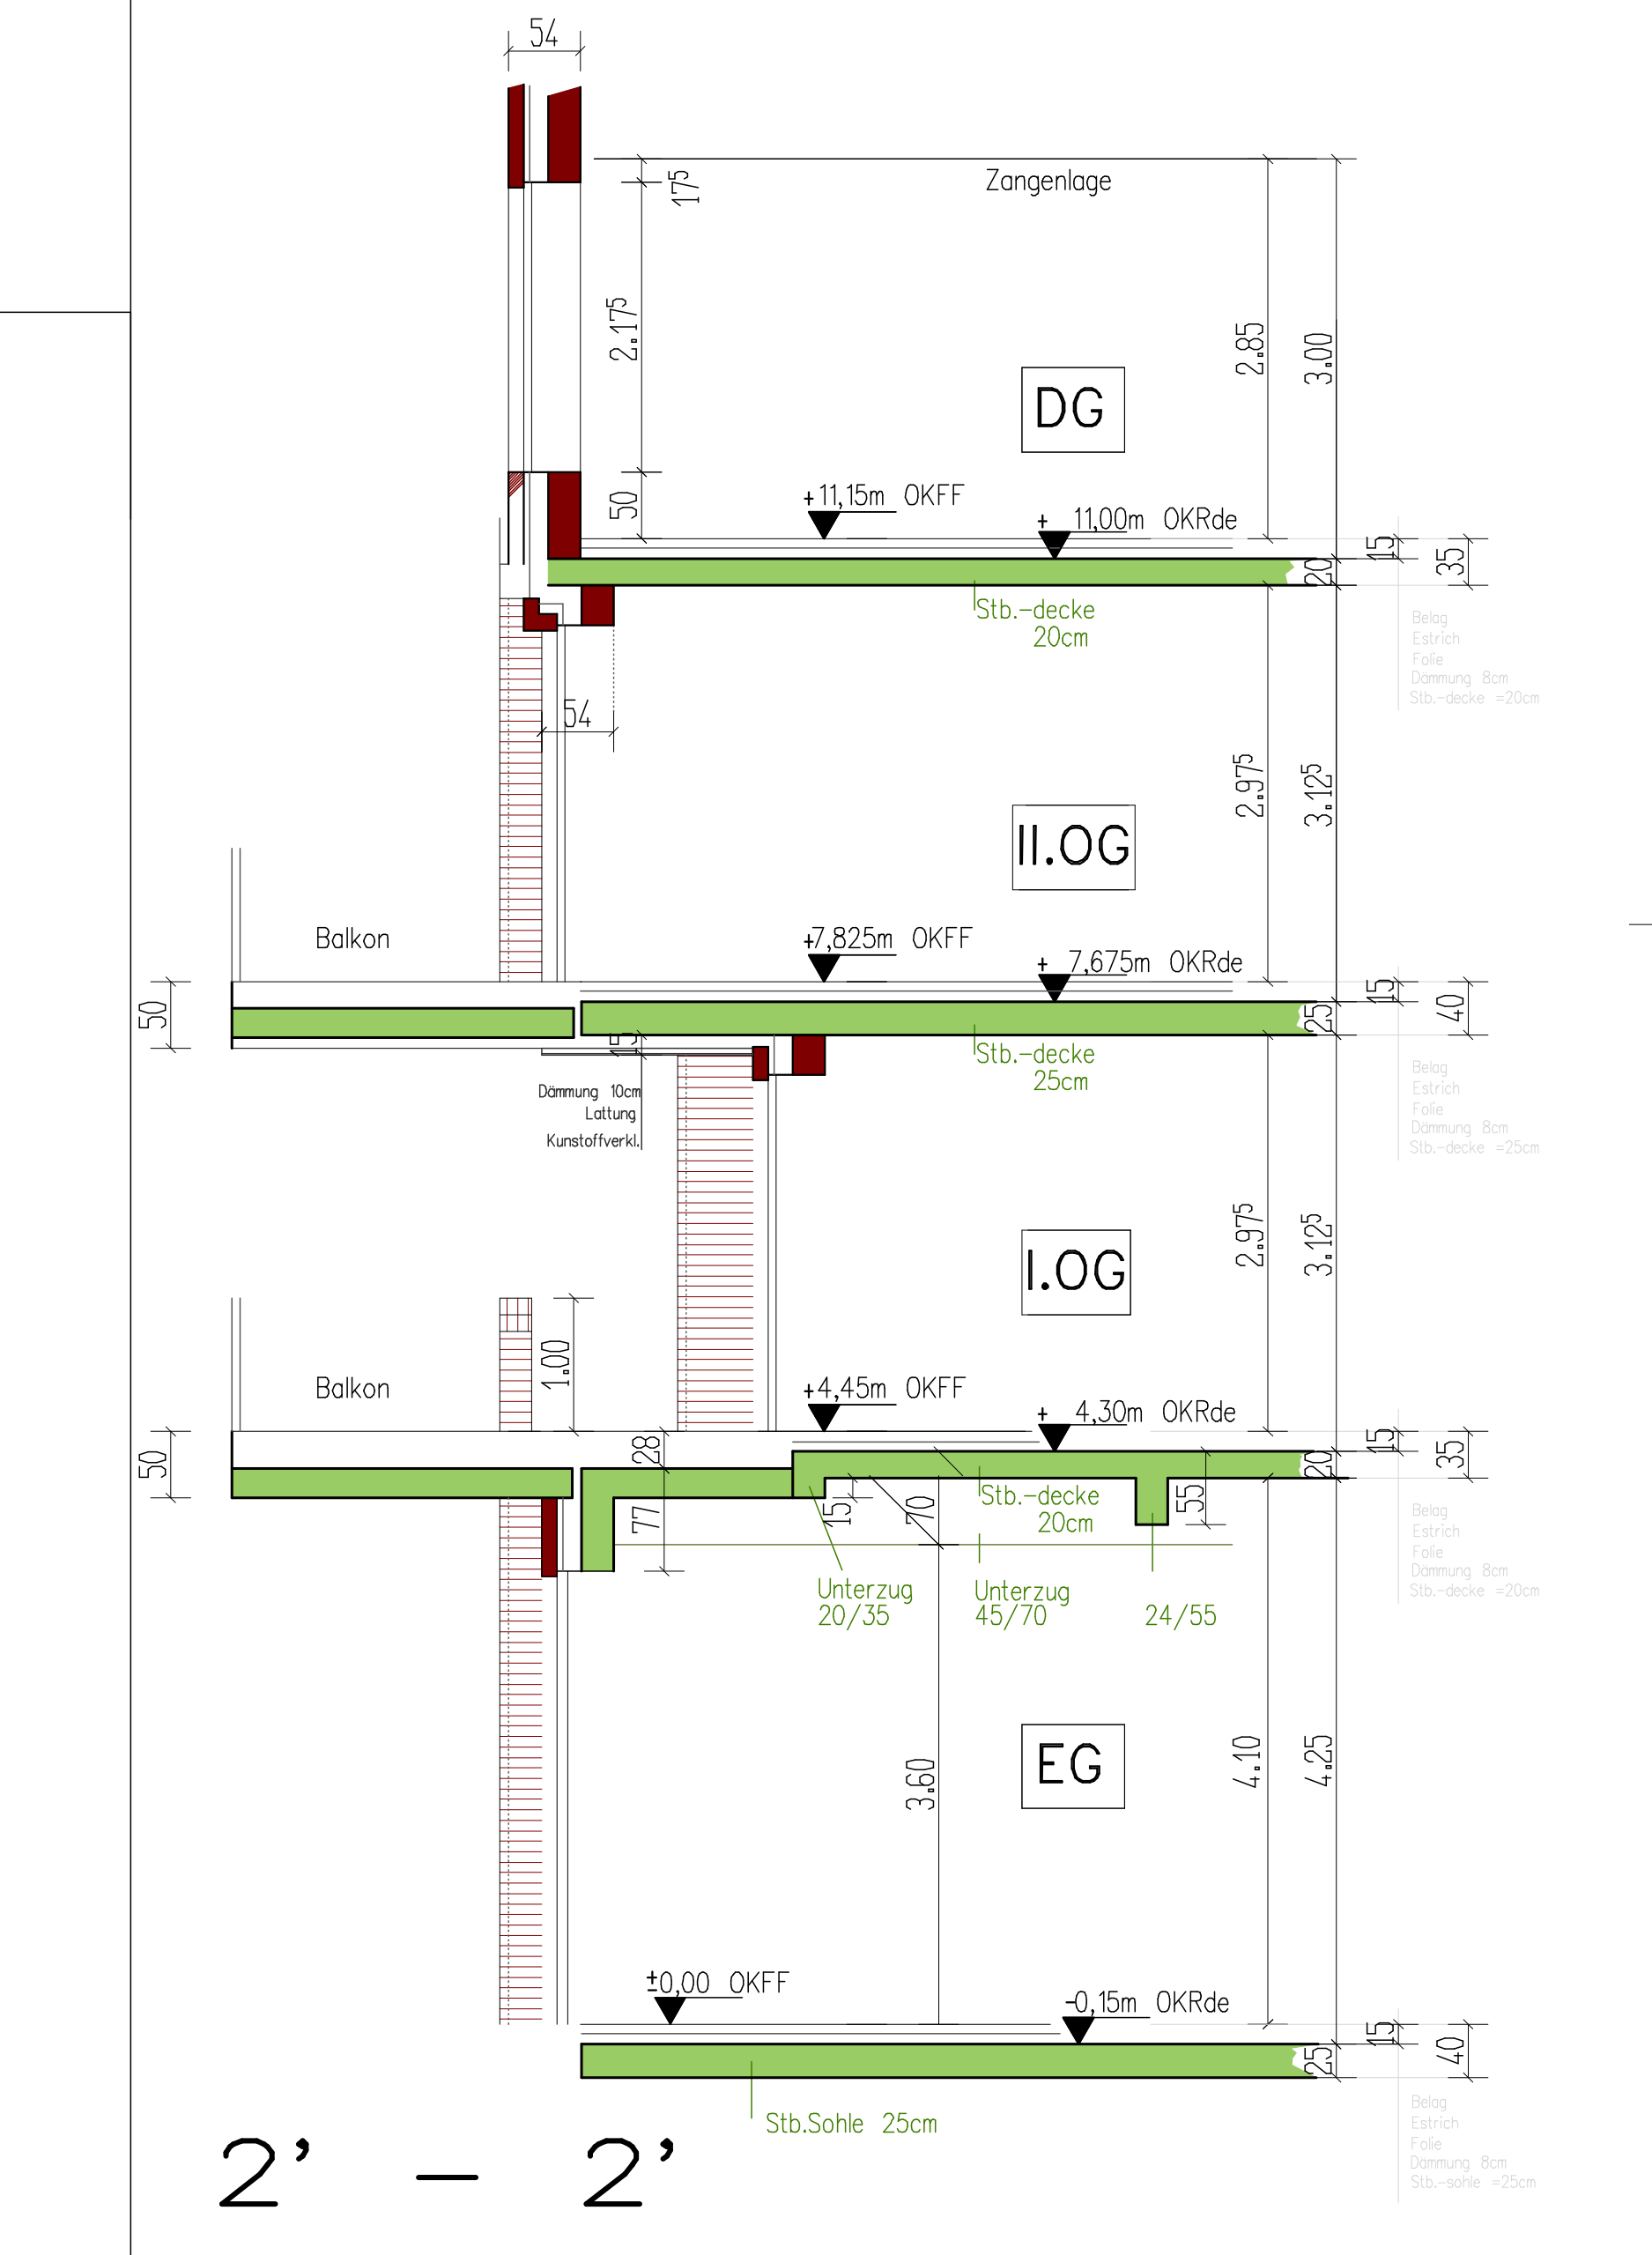 54
17⁵
Zangenlage
2.17⁵
2.85
3.00
DG
50
+11,15m OKFF
+ 11,00m OKRde
15
35
20
Stb.-decke
20cm
Belag
Estrich
Folie
Dämmung 8cm
Stb.-decke =20cm
54
2.97⁵
3.12⁵
II.OG
Balkon
+7,825m OKFF
+ 7,675m OKRde
50
15
40
25
15
Stb.-decke
25cm
Dämmung 10cm
Lattung
Kunstoffverkl.
Belag
Estrich
Folie
Dämmung 8cm
Stb.-decke =25cm
2.97⁵
3.12⁵
I.OG
1.00
Balkon
+4,45m OKFF
+ 4,30m OKRde
50
28
15
35
20
77
15
70
Stb.-decke
20cm
55
Belag
Estrich
Folie
Dämmung 8cm
Stb.-decke =20cm
Unterzug
20/35
Unterzug
45/70
24/55
3.60
EG
4.10
4.25
±0,00 OKFF
-0,15m OKRde
15
40
25
Stb.Sohle 25cm
Belag
Estrich
Folie
Dämmung 8cm
Stb.-sohle =25cm
2' - 2'